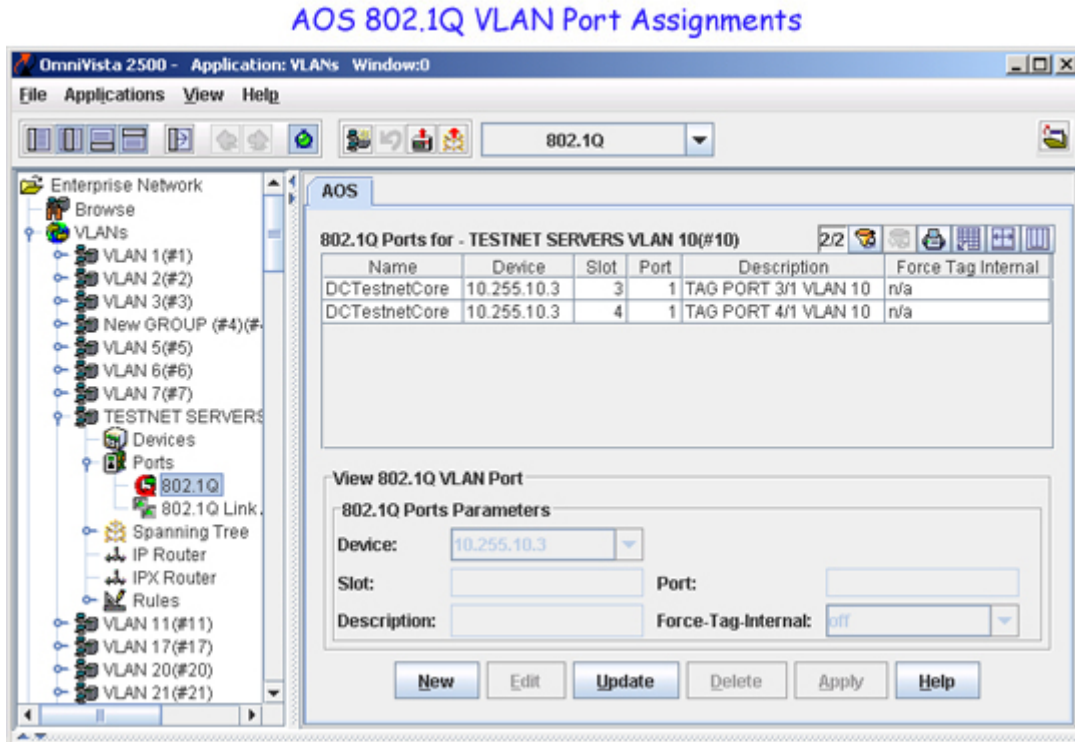 AOS 802.1Q VLAN Port Assignments
OmniVista 2500 - Application: VLANs Window:0
File Applications View Help
802.1Q
Enterprise Network
Browse
VLANs
VLAN 1(#1)
VLAN 2(#2)
VLAN 3(#3)
New GROUP (#4)(#
VLAN 5(#5)
VLAN 6(#6)
VLAN 7(#7)
TESTNET SERVERS
Devices
Ports
802.1Q
802.1Q Link
Spanning Tree
IP Router
IPX Router
Rules
VLAN 11(#11)
VLAN 17(#17)
VLAN 20(#20)
VLAN 21(#21)
AOS
802.1Q Ports for - TESTNET SERVERS VLAN 10(#10) 2/2
Name Device Slot Port Description Force Tag Internal
DCTestnetCore 10.255.10.3 3 1 TAG PORT 3/1 VLAN 10 n/a
DCTestnetCore 10.255.10.3 4 1 TAG PORT 4/1 VLAN 10 n/a
View 802.1Q VLAN Port
802.1Q Ports Parameters
Device: 10.255.10.3
Slot: Port:
Description: Force-Tag-Internal: off
New Edit Update Delete Apply Help